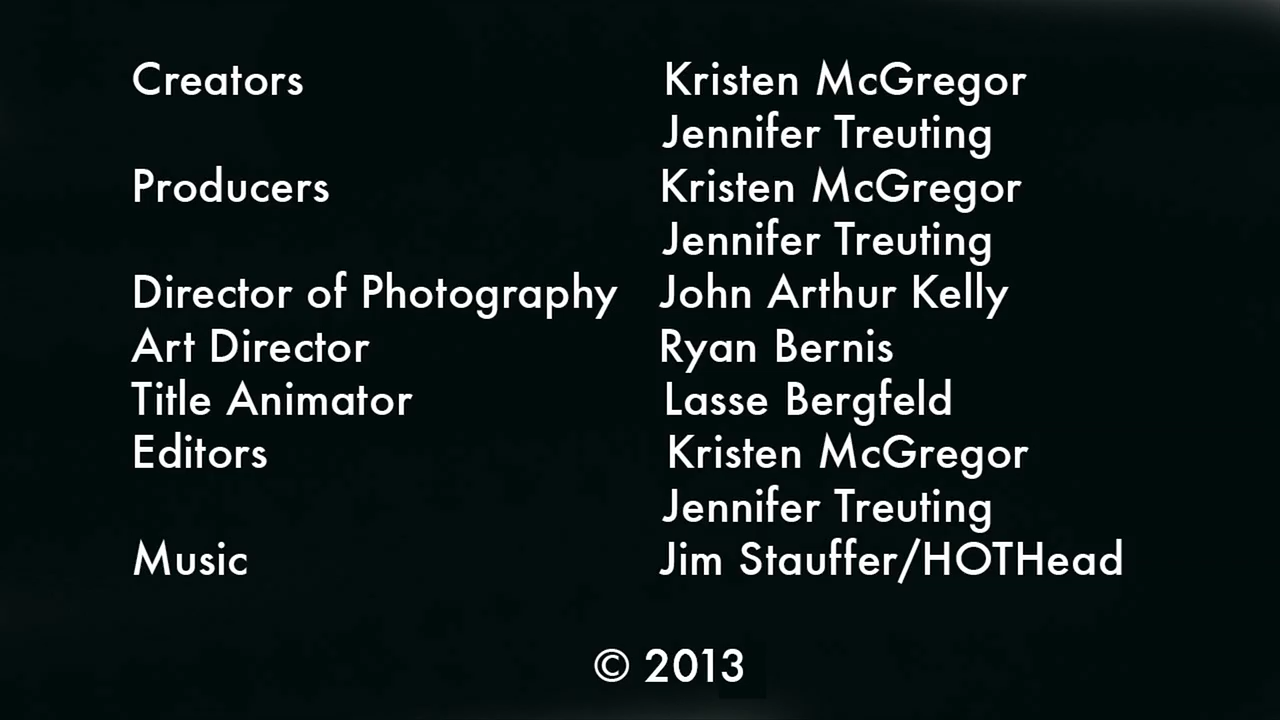 Creators Kristen McGregor
Jennifer Treuting
Producers Kristen McGregor
Jennifer Treuting
Director of Photography John Arthur Kelly
Art Director Ryan Bernis
Title Animator Lasse Bergfeld
Editors Kristen McGregor
Jennifer Treuting
Music Jim Stauffer/HOTHead
© 2013